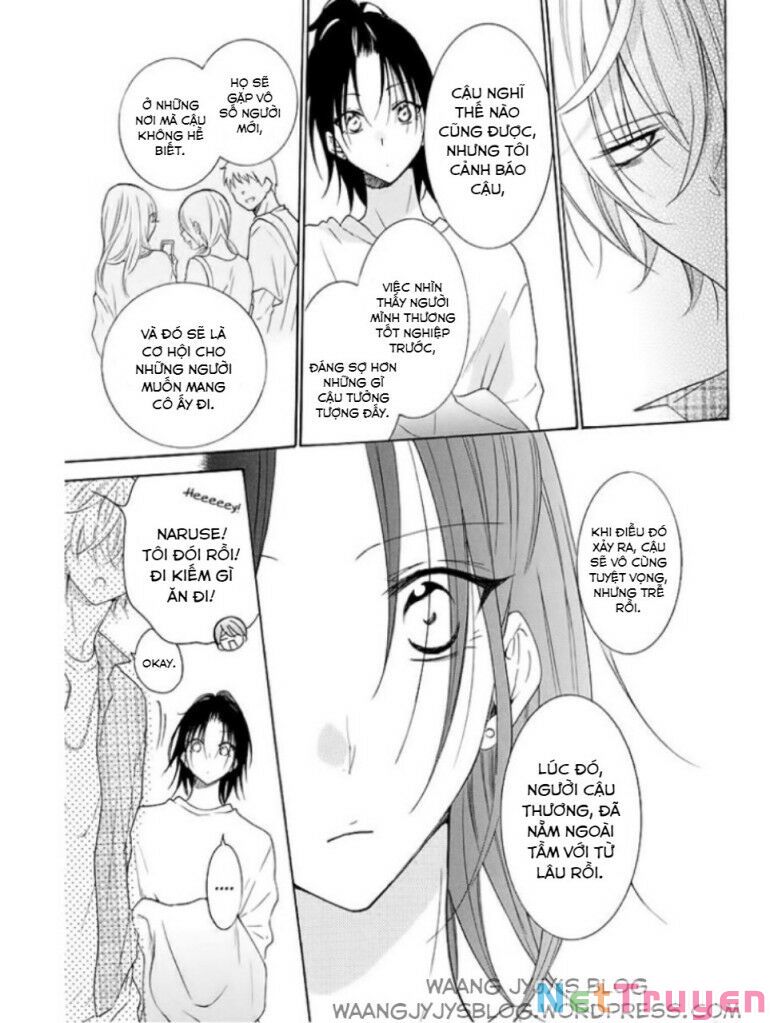 CẬU NGHĨ
THẾ NÀO
CŨNG ĐƯỢC,
NHƯNG TÔI
CẢNH BÁO
CẬU,
VIỆC NHÌN
THẤY NGƯỜI
MÌNH THƯƠNG
TỐT NGHIỆP
TRƯỚC,
ĐÁNG SỢ HƠN
NHỮNG GÌ
CẬU TƯỞNG
TƯỢNG ĐẤY.
HỌ SẼ
GẶP VÔ
SỐ NGƯỜI
MỚI,
Ở NHỮNG
NƠI MÀ CẬU
KHÔNG HỀ
BIẾT.
VÀ ĐÓ SẼ LÀ
CƠ HỘI CHO
NHỮNG NGƯỜI
MUỐN MANG
CÔ ẤY ĐI.
KHI ĐIỀU ĐÓ
XẢY RA, CẬU
SẼ VÔ CÙNG
TUYỆT VỌNG,
NHƯNG TRỄ
RỒI.
LÚC ĐÓ,
NGƯỜI CẬU
THƯƠNG, ĐÃ
NẰM NGOÀI
TẦM VỚI TỪ
LÂU RỒI.
Heeeeeey!
NARUSE!
TÔI ĐÓI RỒI!
ĐI KIẾM GÌ
ĂN ĐI!
OKAY.
....
WAANG JYJY'S BLOG
WAANGJYJYSBLOG.WORDPRESS.COM
NetTruyen